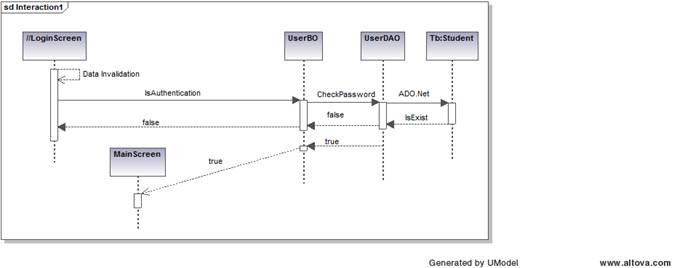 sd Interaction1
//LoginScreen
UserBO
UserDAO
Tb:Student
Data Invalidation
IsAuthentication
CheckPassword
ADO.Net
false
false
IsExist
true
MainScreen
true
Generated by UModel
www.altova.com